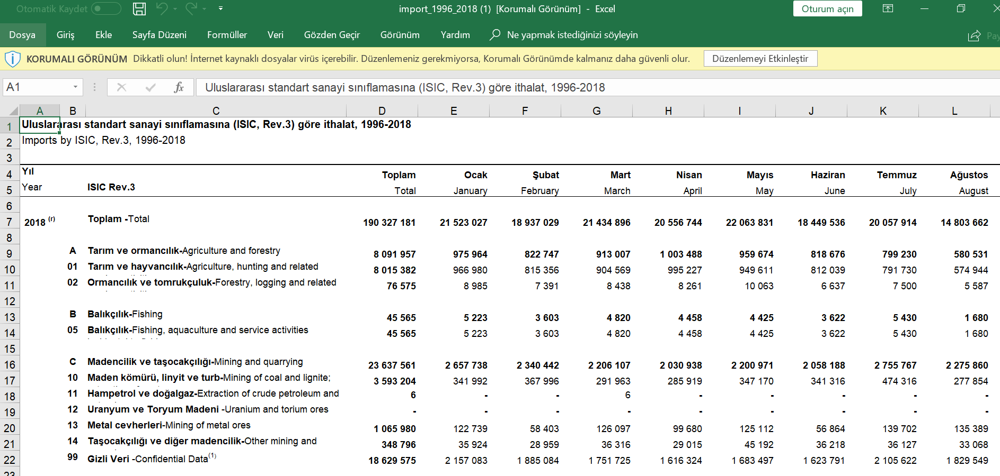 Otomatik Kaydet
import_1996_2018 (1) [Korumalı Görünüm] - Excel
Oturum açın
Dosya Giriş Ekle Sayfa Düzeni Formüller Veri Gözden Geçir Görünüm Yardım Ne yapmak istediğinizi söyleyin
KORUMALI GÖRÜNÜM Dikkatli olun! İnternet kaynaklı dosyalar virüs içerebilir. Düzenlemeniz gerekmiyorsa, Korumalı Görünümde kalmanız daha güvenli olur. Düzenlemeyi Etkinleştir
A1 fx Uluslararası standart sanayi sınıflamasına (ISIC, Rev.3) göre ithalat, 1996-2018
A B C D E F G H I J K L
1 Uluslararası standart sanayi sınıflamasına (ISIC, Rev.3) göre ithalat, 1996-2018
2 Imports by ISIC, Rev.3, 1996-2018
3
4 Yıl Toplam Ocak Şubat Mart Nisan Mayıs Haziran Temmuz Ağustos
5 Year ISIC Rev.3 Total January February March April May June July August
6
7 2018 (r) Toplam -Total 190 327 181 21 523 027 18 937 029 21 434 896 20 556 744 22 063 831 18 449 536 20 057 914 14 803 662
8
9 A Tarım ve ormancılık-Agriculture and forestry 8 091 957 975 964 822 747 913 007 1 003 488 959 674 818 676 799 230 580 531
10 01 Tarım ve hayvancılık-Agriculture, hunting and related 8 015 382 966 980 815 356 904 569 995 227 949 611 812 039 791 730 574 944
11 02 Ormancılık ve tomrukçuluk-Forestry, logging and related 76 575 8 985 7 391 8 438 8 261 10 063 6 637 7 500 5 587
12
13 B Balıkçılık-Fishing 45 565 5 223 3 603 4 820 4 458 4 425 3 622 5 430 1 680
14 05 Balıkçılık-Fishing, aquaculture and service activities 45 565 5 223 3 603 4 820 4 458 4 425 3 622 5 430 1 680
15
16 C Madencilik ve taşocakçılığı-Mining and quarrying 23 637 561 2 657 738 2 340 442 2 206 107 2 030 938 2 200 971 2 058 188 2 755 767 2 275 860
17 10 Maden kömürü, linyit ve turb-Mining of coal and lignite; 3 593 204 341 992 367 996 291 963 285 919 347 170 341 316 474 316 277 854
18 11 Hampetrol ve doğalgaz-Extraction of crude petroleum and 6 - - 6 - - - - -
19 12 Uranyum ve Toryum Madeni -Uranium and torium ores - - - - - - - - -
20 13 Metal cevherleri-Mining of metal ores 1 065 980 122 739 58 403 126 097 99 680 125 112 56 864 139 702 135 389
21 14 Taşocakçılığı ve diğer madencilik-Other mining and 348 796 35 924 28 959 36 316 29 015 45 192 36 218 36 127 33 068
22 99 Gizli Veri -Confidential Data(1) 18 629 575 2 157 083 1 885 084 1 751 725 1 616 324 1 683 497 1 623 791 2 105 622 1 829 549
23